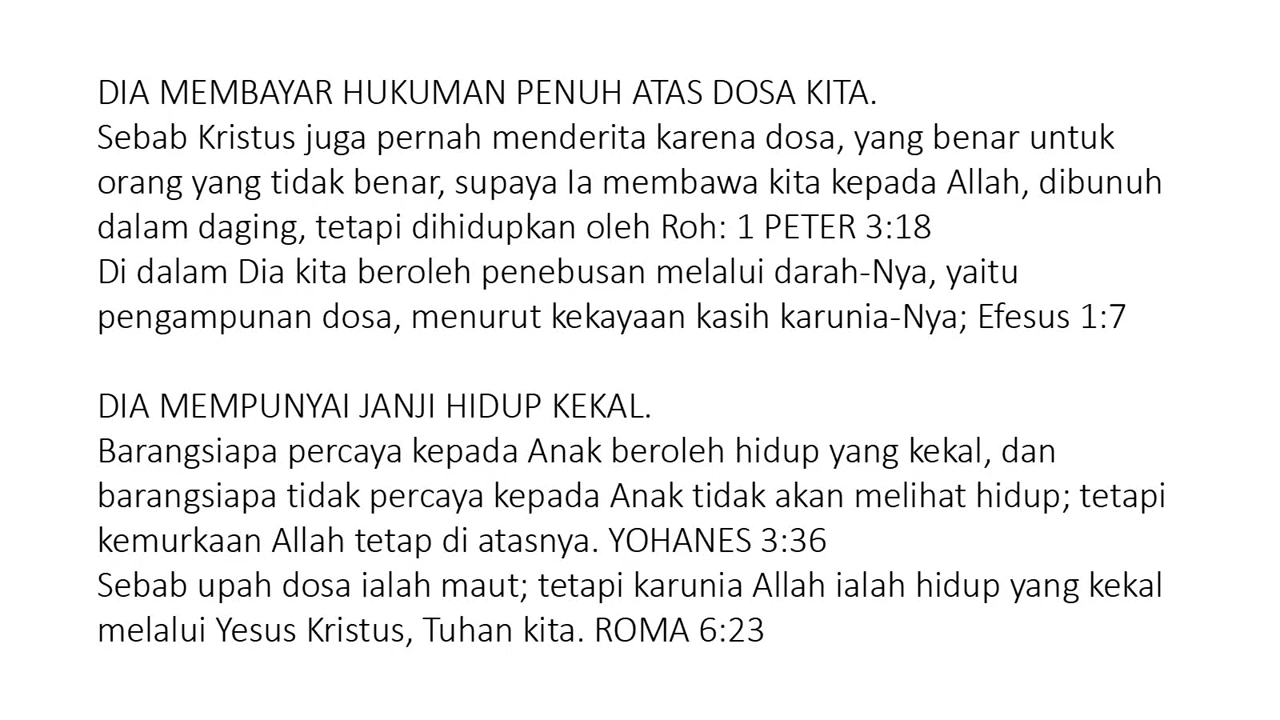 DIA MEMBAYAR HUKUMAN PENUH ATAS DOSA KITA.
Sebab Kristus juga pernah menderita karena dosa, yang benar untuk
orang yang tidak benar, supaya Ia membawa kita kepada Allah, dibunuh
dalam daging, tetapi dihidupkan oleh Roh: 1 PETER 3:18
Di dalam Dia kita beroleh penebusan melalui darah-Nya, yaitu
pengampunan dosa, menurut kekayaan kasih karunia-Nya; Efesus 1:7
DIA MEMPUNYAI JANJI HIDUP KEKAL.
Barangsiapa percaya kepada Anak beroleh hidup yang kekal, dan
barangsiapa tidak percaya kepada Anak tidak akan melihat hidup; tetapi
kemurkaan Allah tetap di atasnya. YOHANES 3:36
Sebab upah dosa ialah maut; tetapi karunia Allah ialah hidup yang kekal
melalui Yesus Kristus, Tuhan kita. ROMA 6:23